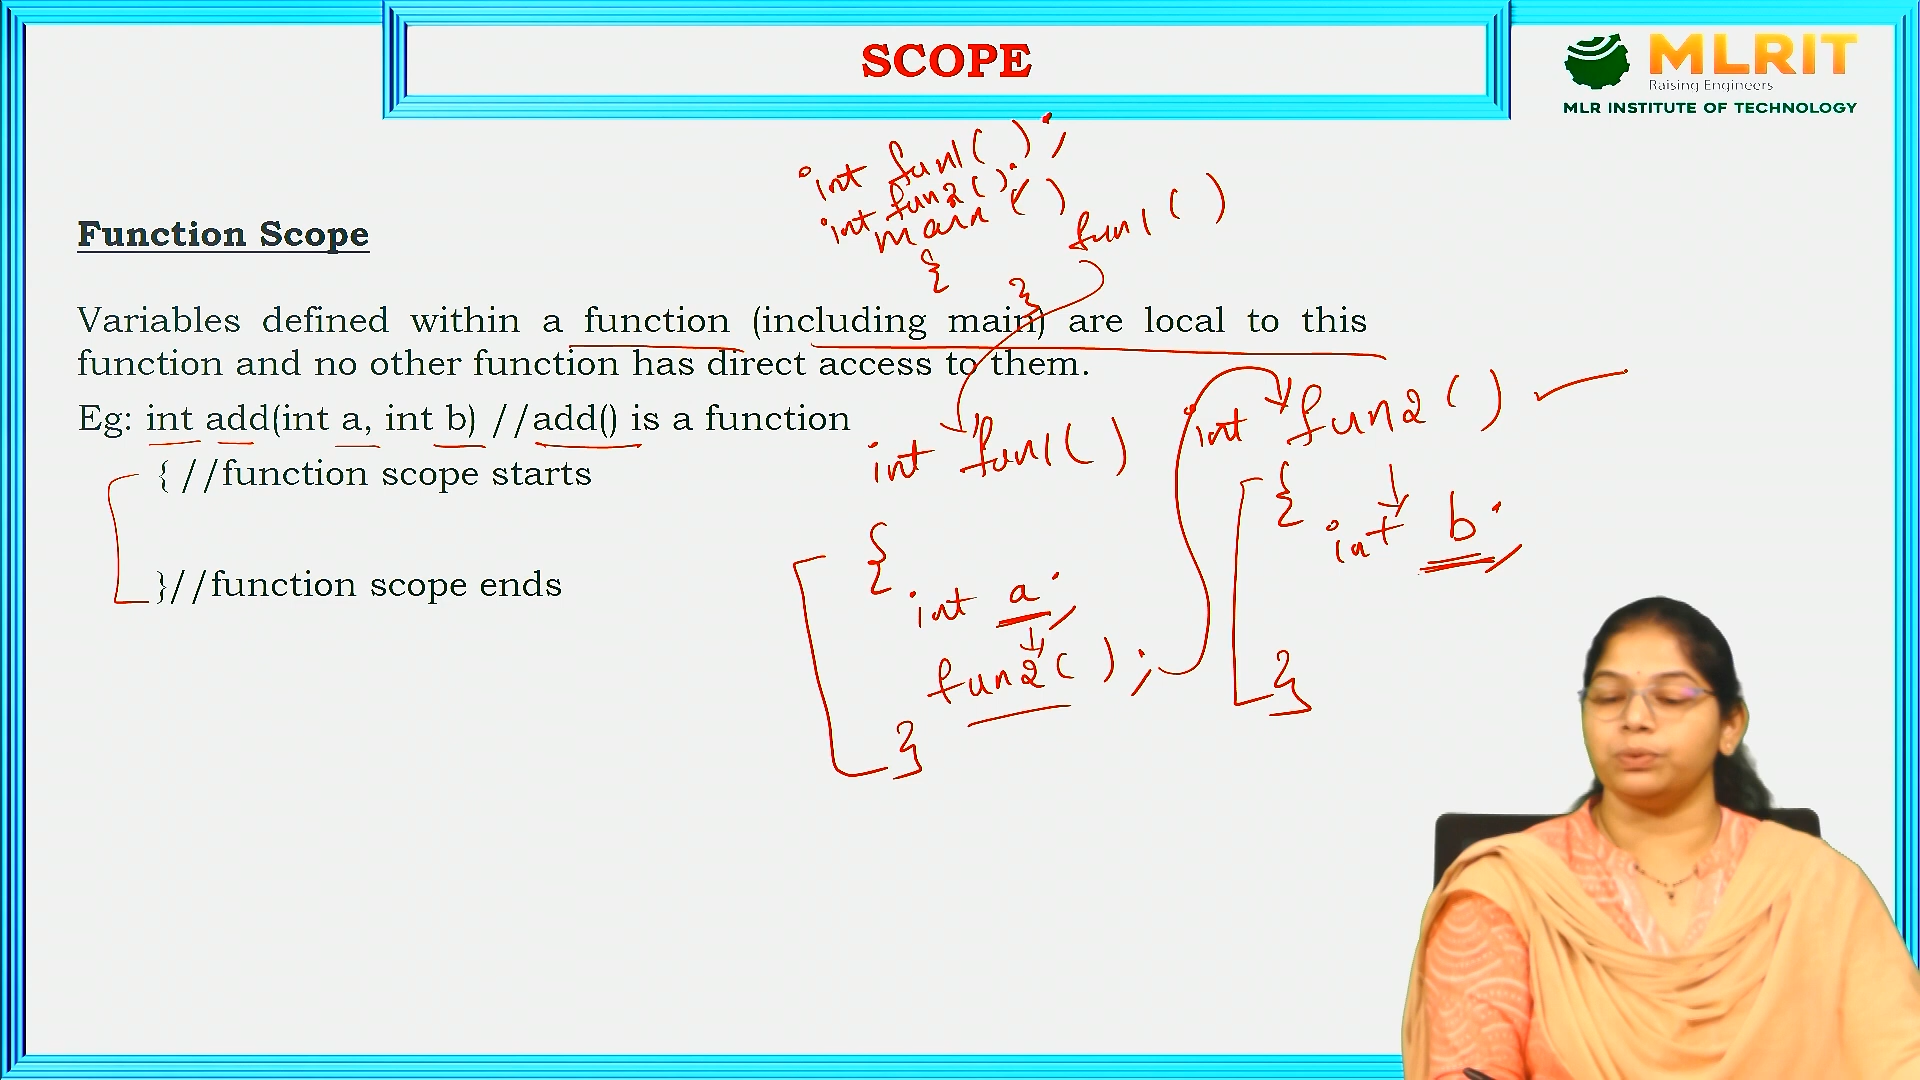 SCOPE
MLRIT
Raising Engineers
MLR INSTITUTE OF TECHNOLOGY
int fun1( );
int fun2( );
main ( )
fun1( )
{
}
Function Scope
Variables defined within a function (including main) are local to this
function and no other function has direct access to them.
Eg: int add(int a, int b) //add() is a function
{ //function scope starts
}//function scope ends
int fun1( )
{
int a;
fun2( );
}
int fun2( )
{
int b;
}